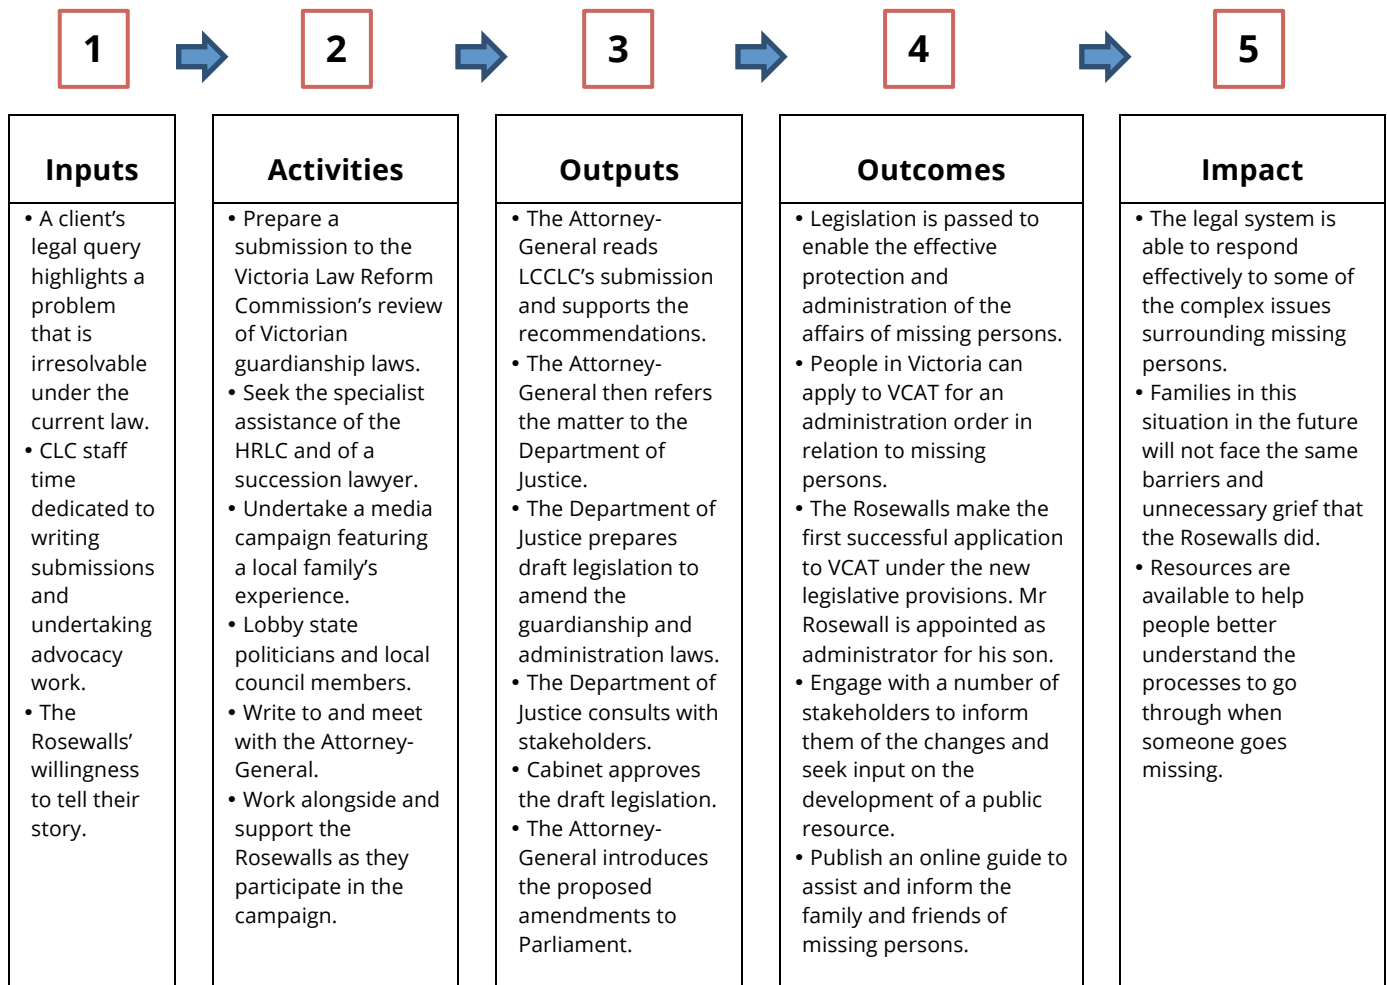 1
2
3
4
5
Inputs
• A client’s
legal query
highlights a
problem
that is
irresolvable
under the
current law.
• CLC staff
time
dedicated to
writing
submissions
and
undertaking
advocacy
work.
• The
Rosewalls’
willingness
to tell their
story.
Activities
• Prepare a
submission to the
Victoria Law Reform
Commission’s review
of Victorian
guardianship laws.
• Seek the specialist
assistance of the
HRLC and of a
succession lawyer.
• Undertake a media
campaign featuring
a local family’s
experience.
• Lobby state
politicians and local
council members.
• Write to and meet
with the Attorney-
General.
• Work alongside and
support the
Rosewalls as they
participate in the
campaign.
Outputs
• The Attorney-
General reads
LCCLC’s submission
and supports the
recommendations.
• The Attorney-
General then refers
the matter to the
Department of
Justice.
• The Department of
Justice prepares
draft legislation to
amend the
guardianship and
administration laws.
• The Department of
Justice consults with
stakeholders.
• Cabinet approves
the draft legislation.
• The Attorney-
General introduces
the proposed
amendments to
Parliament.
Outcomes
• Legislation is passed to
enable the effective
protection and
administration of the
affairs of missing persons.
• People in Victoria can
apply to VCAT for an
administration order in
relation to missing
persons.
• The Rosewalls make the
first successful application
to VCAT under the new
legislative provisions. Mr
Rosewall is appointed as
administrator for his son.
• Engage with a number of
stakeholders to inform
them of the changes and
seek input on the
development of a public
resource.
• Publish an online guide to
assist and inform the
family and friends of
missing persons.
Impact
• The legal system is
able to respond
effectively to some of
the complex issues
surrounding missing
persons.
• Families in this
situation in the future
will not face the same
barriers and
unnecessary grief that
the Rosewalls did.
• Resources are
available to help
people better
understand the
processes to go
through when
someone goes
missing.